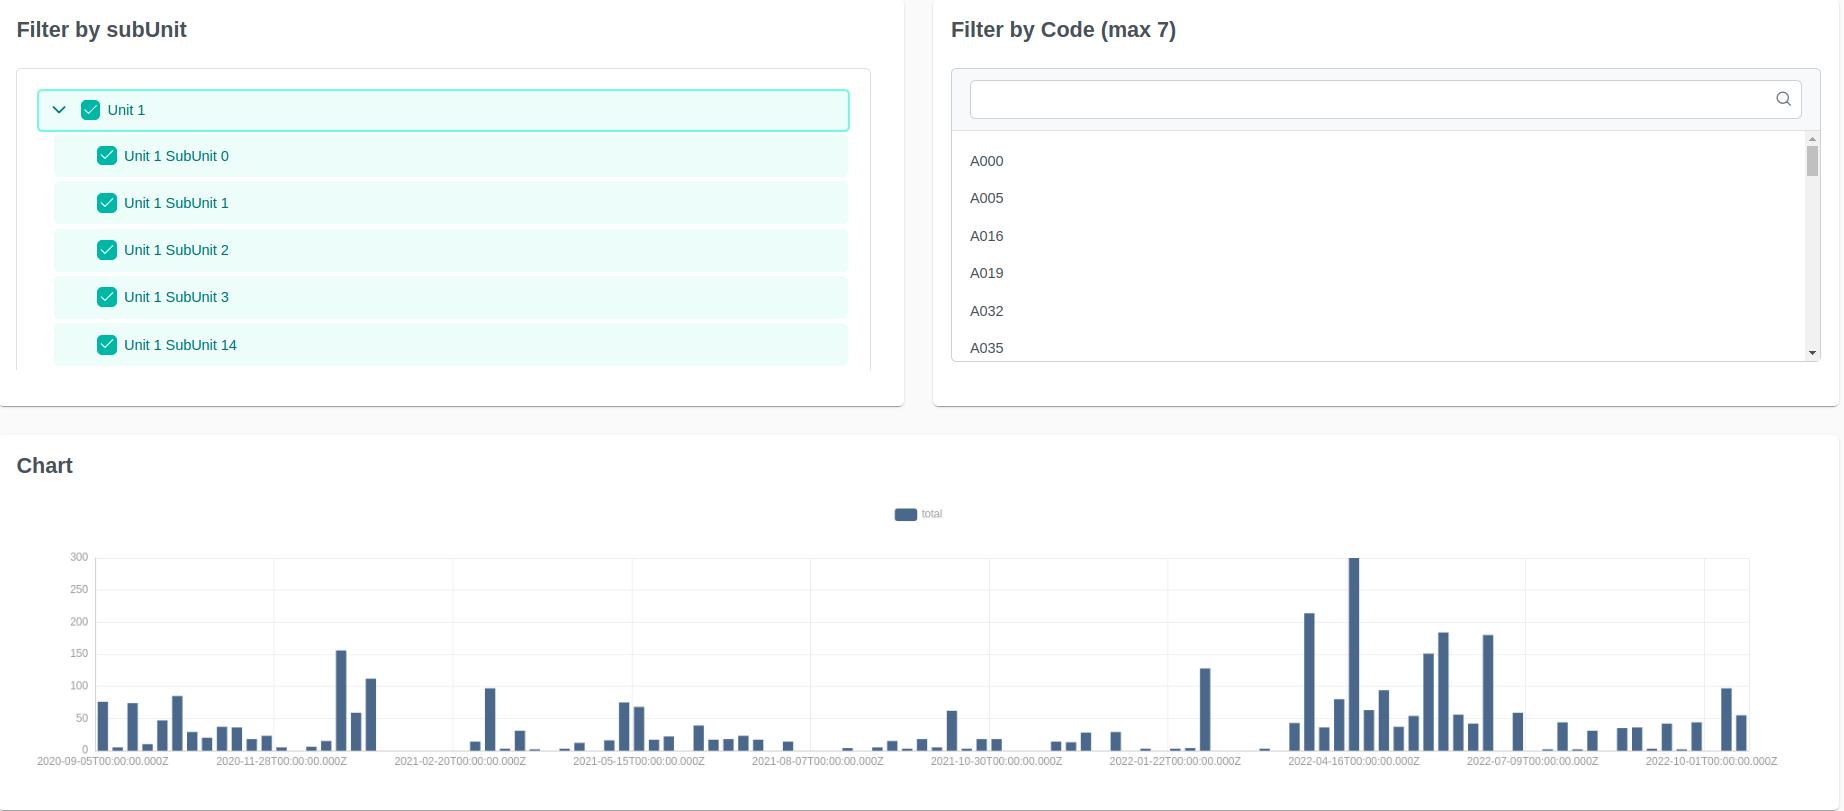 Filter by subUnit
Unit 1
Unit 1 SubUnit 0
Unit 1 SubUnit 1
Unit 1 SubUnit 2
Unit 1 SubUnit 3
Unit 1 SubUnit 14
Filter by Code (max 7)
A000
A005
A016
A019
A032
A035
Chart
total
300
250
200
150
100
50
0
2020-09-05T00:00:00.000Z 2020-11-28T00:00:00.000Z 2021-02-20T00:00:00.000Z 2021-05-15T00:00:00.000Z 2021-08-07T00:00:00.000Z 2021-10-30T00:00:00.000Z 2022-01-22T00:00:00.000Z 2022-04-16T00:00:00.000Z 2022-07-09T00:00:00.000Z 2022-10-01T00:00:00.000Z